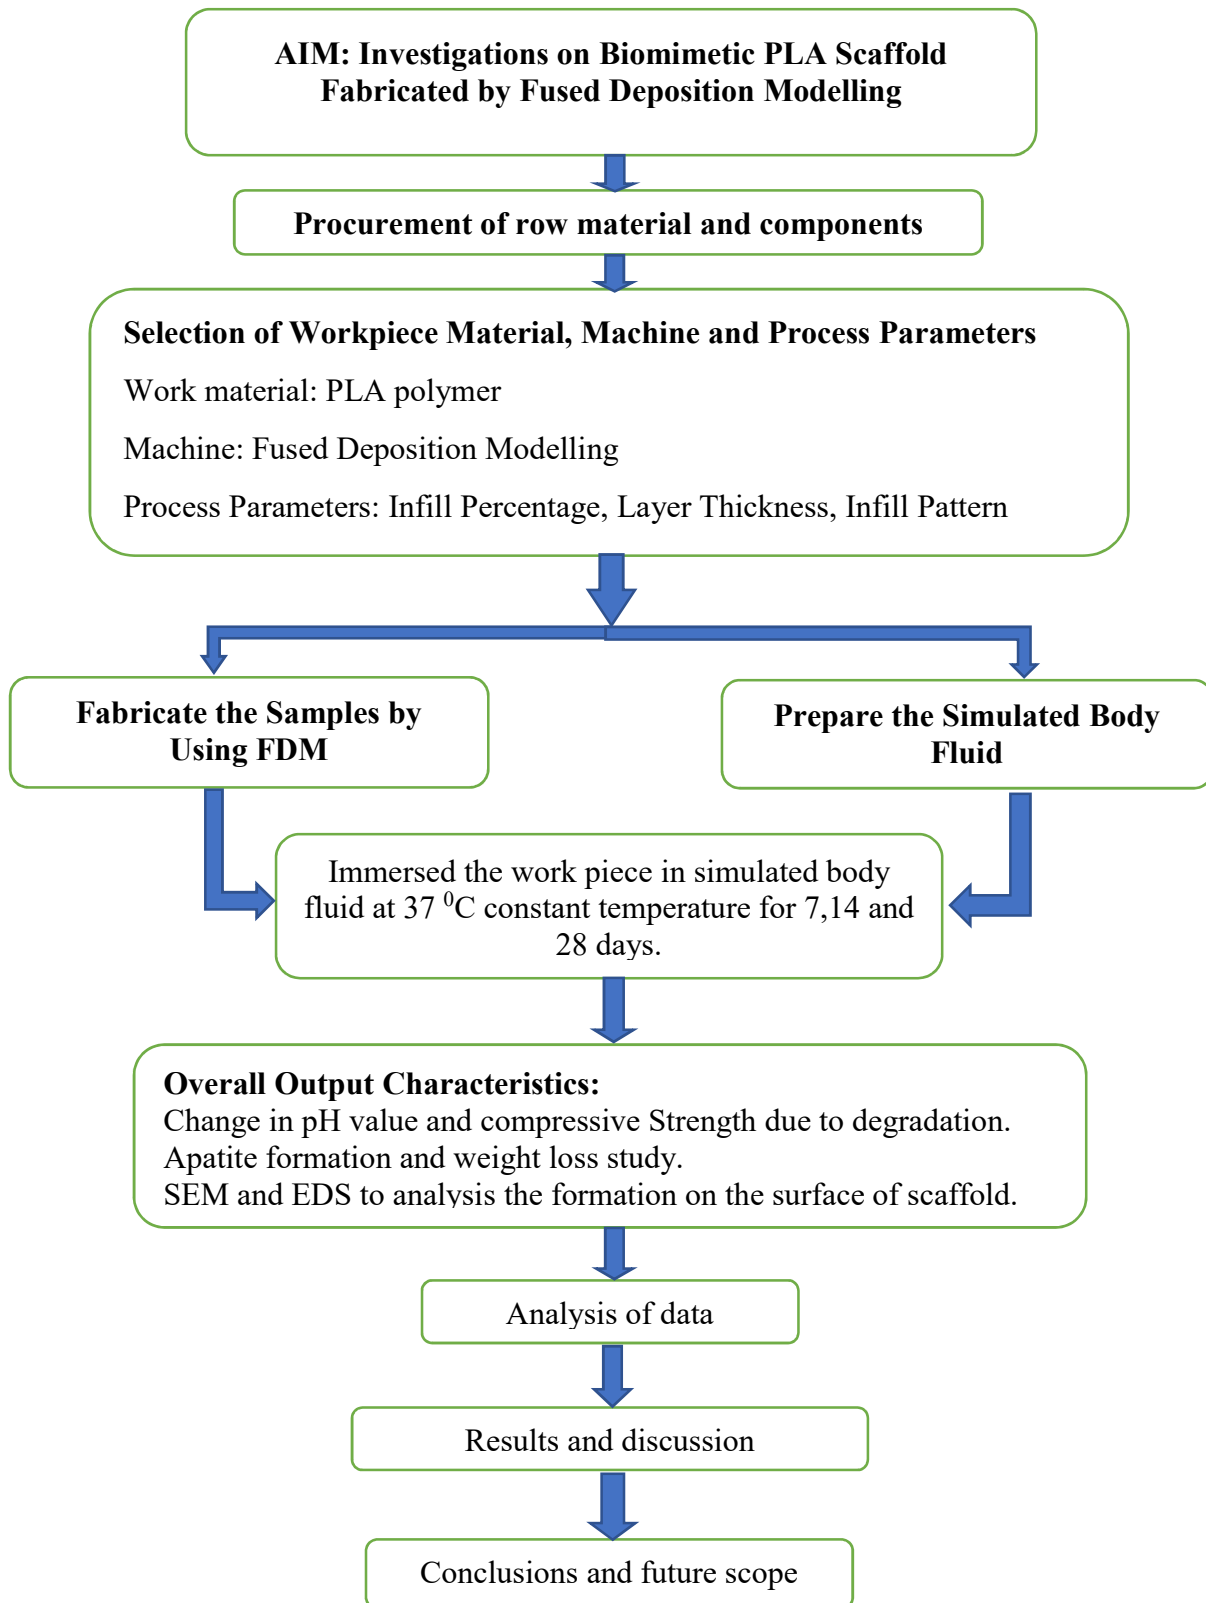 AIM: Investigations on Biomimetic PLA Scaffold
Fabricated by Fused Deposition Modelling
Procurement of row material and components
Selection of Workpiece Material, Machine and Process Parameters
Work material: PLA polymer
Machine: Fused Deposition Modelling
Process Parameters: Infill Percentage, Layer Thickness, Infill Pattern
Fabricate the Samples by
Using FDM
Prepare the Simulated Body
Fluid
Immersed the work piece in simulated body
fluid at 37 ⁰C constant temperature for 7,14 and
28 days.
Overall Output Characteristics:
Change in pH value and compressive Strength due to degradation.
Apatite formation and weight loss study.
SEM and EDS to analysis the formation on the surface of scaffold.
Analysis of data
Results and discussion
Conclusions and future scope